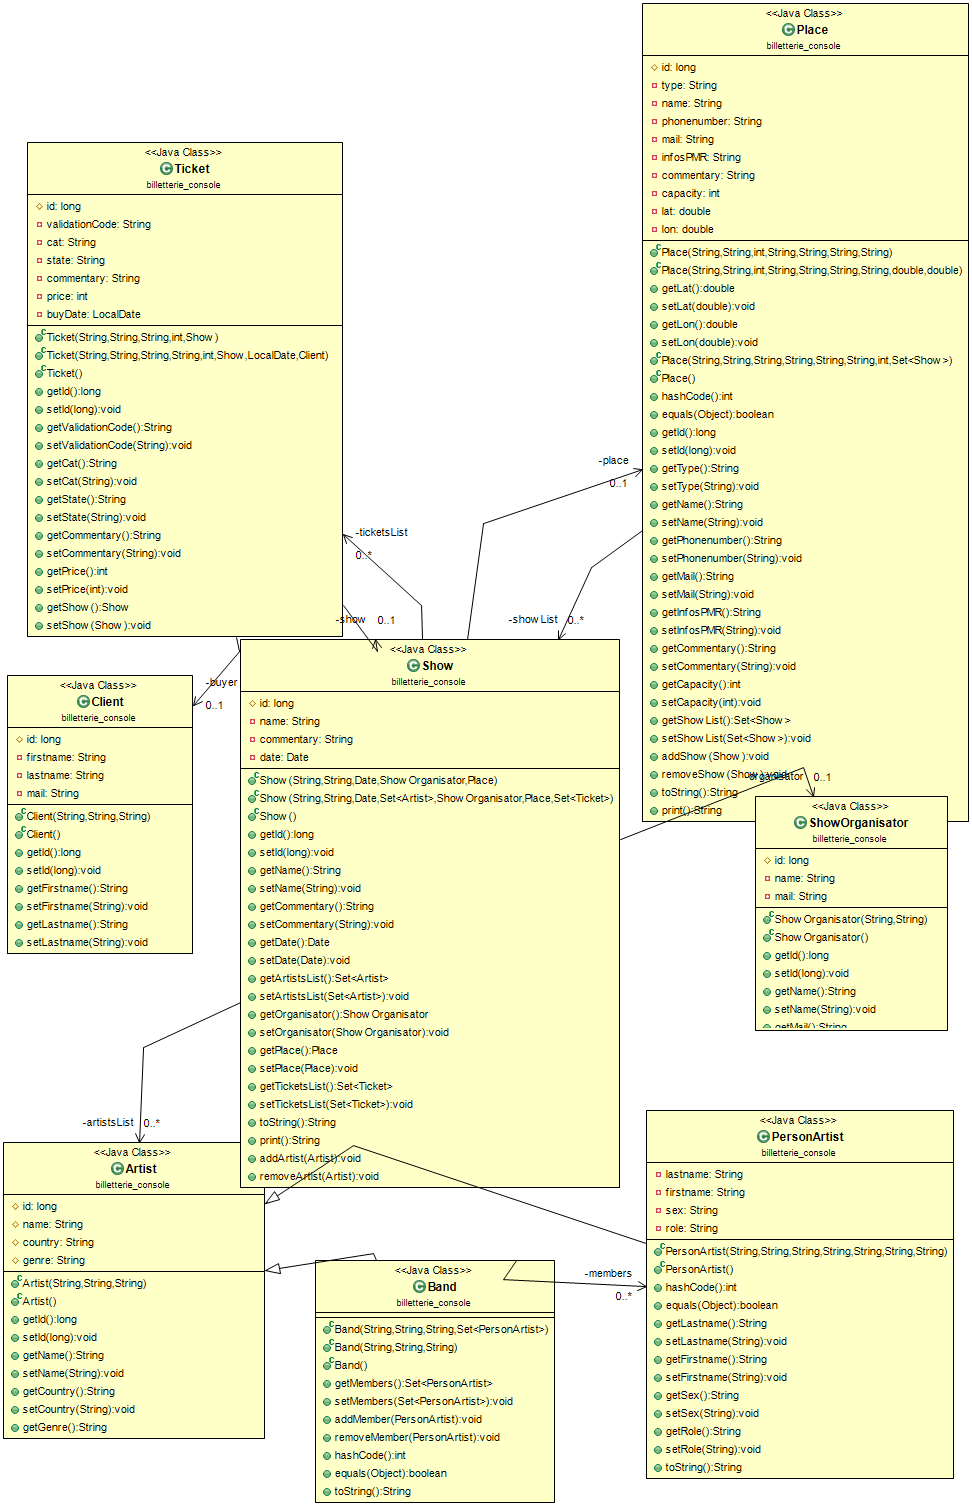 <<Java Class>>
Place
billetterie_console
id: long
type: String
name: String
phonenumber: String
mail: String
infosPMR: String
commentary: String
capacity: int
lat: double
lon: double
Place(String,String,int,String,String,String,String)
Place(String,String,int,String,String,String,String,double,double)
getLat():double
setLat(double):void
getLon():double
setLon(double):void
Place(String,String,String,String,String,String,int,Set<Show>)
Place()
hashCode():int
equals(Object):boolean
getId():long
setId(long):void
getType():String
setType(String):void
getName():String
setName(String):void
getPhonenumber():String
setPhonenumber(String):void
getMail():String
setMail(String):void
getInfosPMR():String
setInfosPMR(String):void
getCommentary():String
setCommentary(String):void
getCapacity():int
setCapacity(int):void
getShowList():Set<Show>
setShowList(Set<Show>):void
addShow(Show):void
removeShow(Show):void
toString():String
print():String
<<Java Class>>
Ticket
billetterie_console
id: long
validationCode: String
cat: String
state: String
commentary: String
price: int
buyDate: LocalDate
Ticket(String,String,String,int,Show)
Ticket(String,String,String,String,int,Show,LocalDate,Client)
Ticket()
getId():long
setId(long):void
getValidationCode():String
setValidationCode(String):void
getCat():String
setCat(String):void
getState():String
setState(String):void
getCommentary():String
setCommentary(String):void
getPrice():int
setPrice(int):void
getShow():Show
setShow(Show):void
-place
0..1
-ticketsList
0..*
-show
0..1
-showList
0..*
-buyer
0..1
organisator
0..1
<<Java Class>>
Client
billetterie_console
id: long
firstname: String
lastname: String
mail: String
Client(String,String,String)
Client()
getId():long
setId(long):void
getFirstname():String
setFirstname(String):void
getLastname():String
setLastname(String):void
<<Java Class>>
Show
billetterie_console
id: long
name: String
commentary: String
date: Date
Show(String,String,Date,ShowOrganisator,Place)
Show(String,String,Date,Set<Artist>,ShowOrganisator,Place,Set<Ticket>)
Show()
getId():long
setId(long):void
getName():String
setName(String):void
getCommentary():String
setCommentary(String):void
getDate():Date
setDate(Date):void
getArtistsList():Set<Artist>
setArtistsList(Set<Artist>):void
getOrganisator():ShowOrganisator
setOrganisator(ShowOrganisator):void
getPlace():Place
setPlace(Place):void
getTicketsList():Set<Ticket>
setTicketsList(Set<Ticket>):void
toString():String
print():String
addArtist(Artist):void
removeArtist(Artist):void
<<Java Class>>
ShowOrganisator
billetterie_console
id: long
name: String
mail: String
ShowOrganisator(String,String)
ShowOrganisator()
getId():long
setId(long):void
getName():String
setName(String):void
getMail():String
-artistsList
0..*
<<Java Class>>
Artist
billetterie_console
id: long
name: String
country: String
genre: String
Artist(String,String,String)
Artist()
getId():long
setId(long):void
getName():String
setName(String):void
getCountry():String
setCountry(String):void
getGenre():String
<<Java Class>>
Band
billetterie_console
Band(String,String,String,Set<PersonArtist>)
Band(String,String,String)
Band()
getMembers():Set<PersonArtist>
setMembers(Set<PersonArtist>):void
addMember(PersonArtist):void
removeMember(PersonArtist):void
hashCode():int
equals(Object):boolean
toString():String
-members
0..*
<<Java Class>>
PersonArtist
billetterie_console
lastname: String
firstname: String
sex: String
role: String
PersonArtist(String,String,String,String,String,String,String)
PersonArtist()
hashCode():int
equals(Object):boolean
getLastname():String
setLastname(String):void
getFirstname():String
setFirstname(String):void
getSex():String
setSex(String):void
getRole():String
setRole(String):void
toString():String